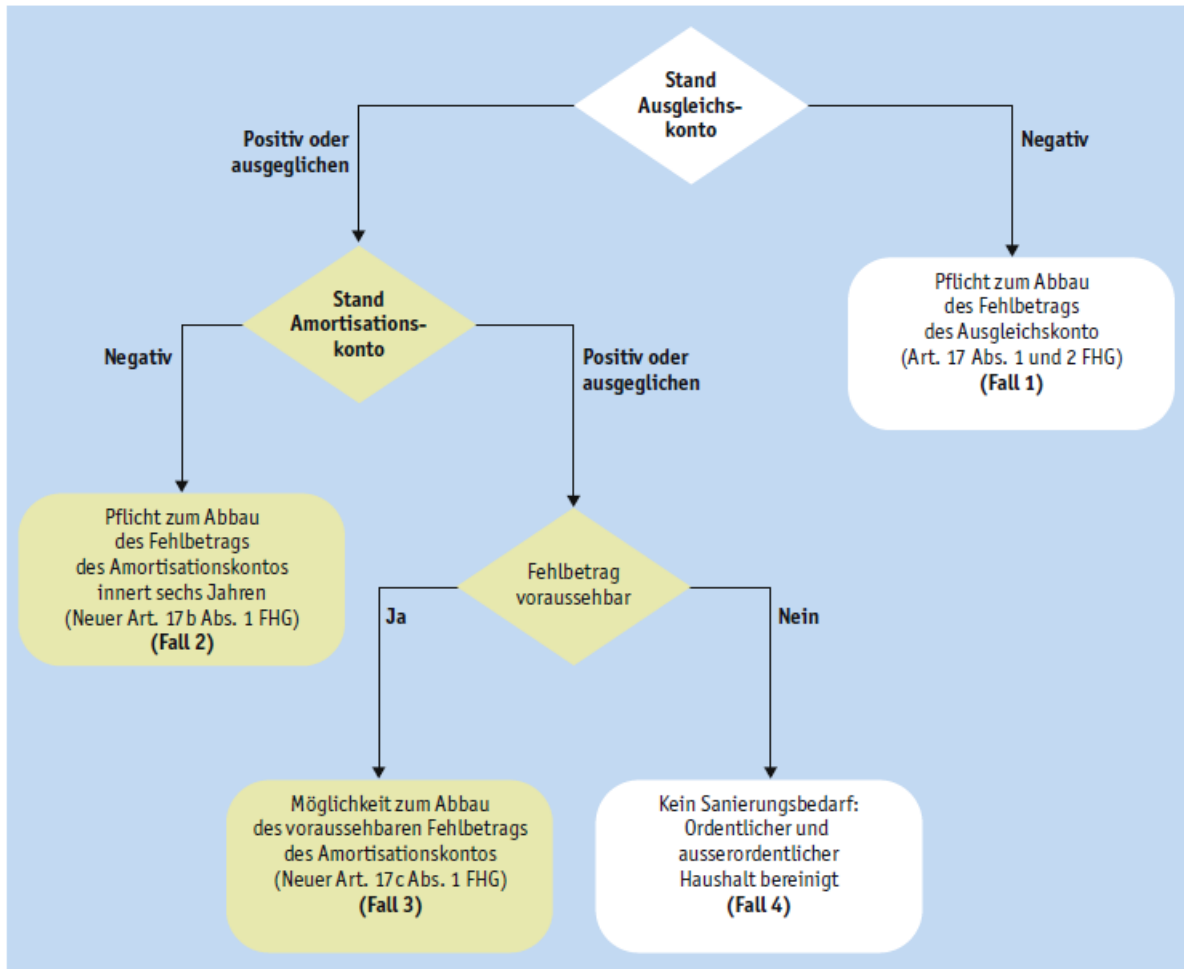 Stand
Ausgleichs-
konto
Positiv oder
ausgeglichen
Negativ
Stand
Amortisations-
konto
Pflicht zum Abbau
des Fehlbetrags
des Ausgleichskonto
(Art. 17 Abs. 1 und 2 FHG)
(Fall 1)
Negativ
Positiv oder
ausgeglichen
Pflicht zum Abbau
des Fehlbetrags
des Amortisationskontos
innert sechs Jahren
(Neuer Art. 17b Abs. 1 FHG)
(Fall 2)
Fehlbetrag
voraussehbar
Ja
Nein
Möglichkeit zum Abbau
des voraussehbaren Fehlbetrags
des Amortisationskontos
(Neuer Art. 17c Abs. 1 FHG)
(Fall 3)
Kein Sanierungsbedarf:
Ordentlicher und
ausserordentlicher
Haushalt bereinigt
(Fall 4)